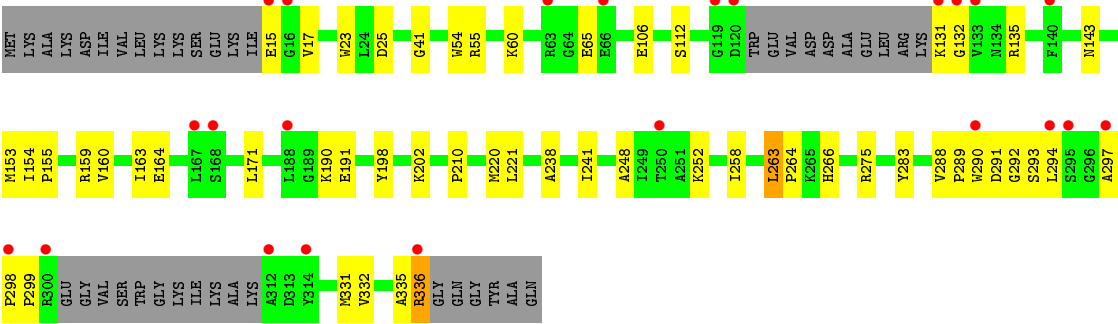 MET LYS ALA LYS ASP ILE VAL LEU LYS LYS SER GLU LYS ILE E15 G16 V17 W23 L24 D25 G41 W54 R55 K60 R63 G64 E65 E66 E106 S112 G119 D120 TRP GLU VAL ASP ASP ALA GLU LEU ARG LYS K131 G132 V133 N134 R135 F140 N143
M153 I154 P155 R159 V160 I163 E164 L167 S168 L171 L188 G189 K190 E191 Y198 K202 P210 M220 L221 A238 I241 A248 I249 T250 A251 K252 I258 L263 P264 K265 H266 R275 Y283 V288 P289 W290 D291 G292 S293 L294 S295 G296 A297
P298 P299 R300 GLU GLY VAL SER TRP GLY LYS ILE LYS ALA LYS A312 D313 Y314 M331 V332 A335 R336 GLY GLN GLY TYR ALA GLN